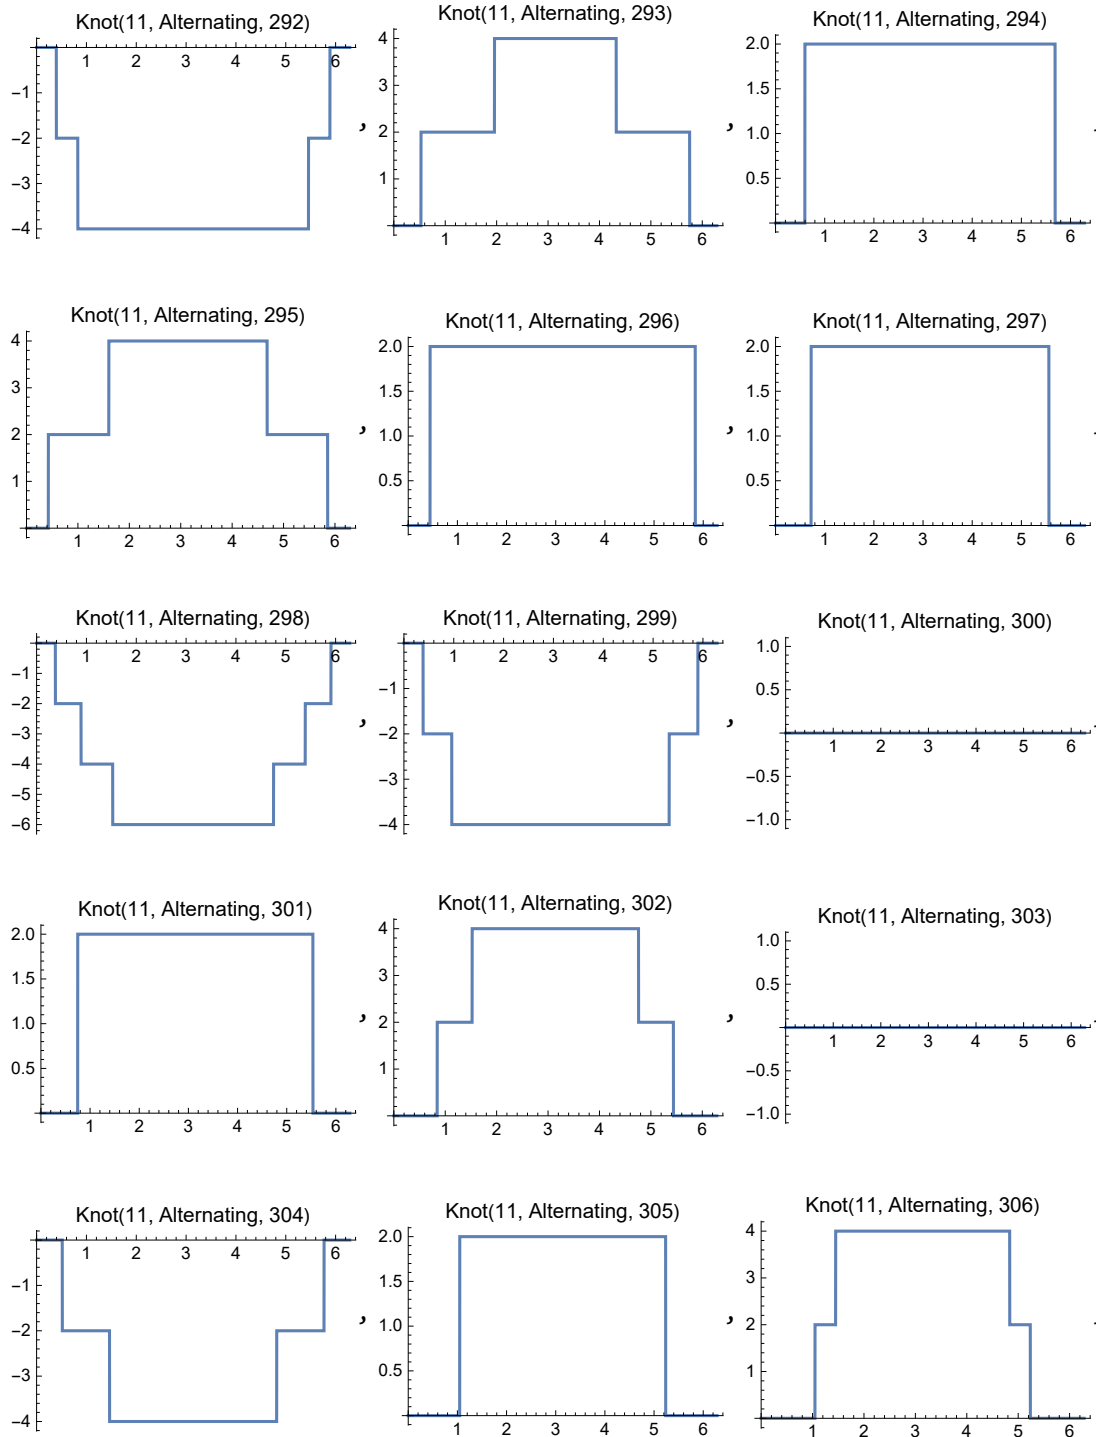 Knot(11, Alternating, 292)
1 2 3 4 5 6
−1
−2
−3
−4
,
Knot(11, Alternating, 293)
4
3
2
1
1 2 3 4 5 6
,
Knot(11, Alternating, 294)
2.0
1.5
1.0
0.5
1 2 3 4 5 6
Knot(11, Alternating, 295)
4
3
2
1
1 2 3 4 5 6
,
Knot(11, Alternating, 296)
2.0
1.5
1.0
0.5
1 2 3 4 5 6
,
Knot(11, Alternating, 297)
2.0
1.5
1.0
0.5
1 2 3 4 5 6
Knot(11, Alternating, 298)
1 2 3 4 5 6
−1
−2
−3
−4
−5
−6
,
Knot(11, Alternating, 299)
1 2 3 4 5 6
−1
−2
−3
−4
,
Knot(11, Alternating, 300)
1.0
0.5
1 2 3 4 5 6
−0.5
−1.0
Knot(11, Alternating, 301)
2.0
1.5
1.0
0.5
1 2 3 4 5 6
,
Knot(11, Alternating, 302)
4
3
2
1
1 2 3 4 5 6
,
Knot(11, Alternating, 303)
1.0
0.5
1 2 3 4 5 6
−0.5
−1.0
Knot(11, Alternating, 304)
1 2 3 4 5 6
−1
−2
−3
−4
,
Knot(11, Alternating, 305)
2.0
1.5
1.0
0.5
1 2 3 4 5 6
,
Knot(11, Alternating, 306)
4
3
2
1
1 2 3 4 5 6